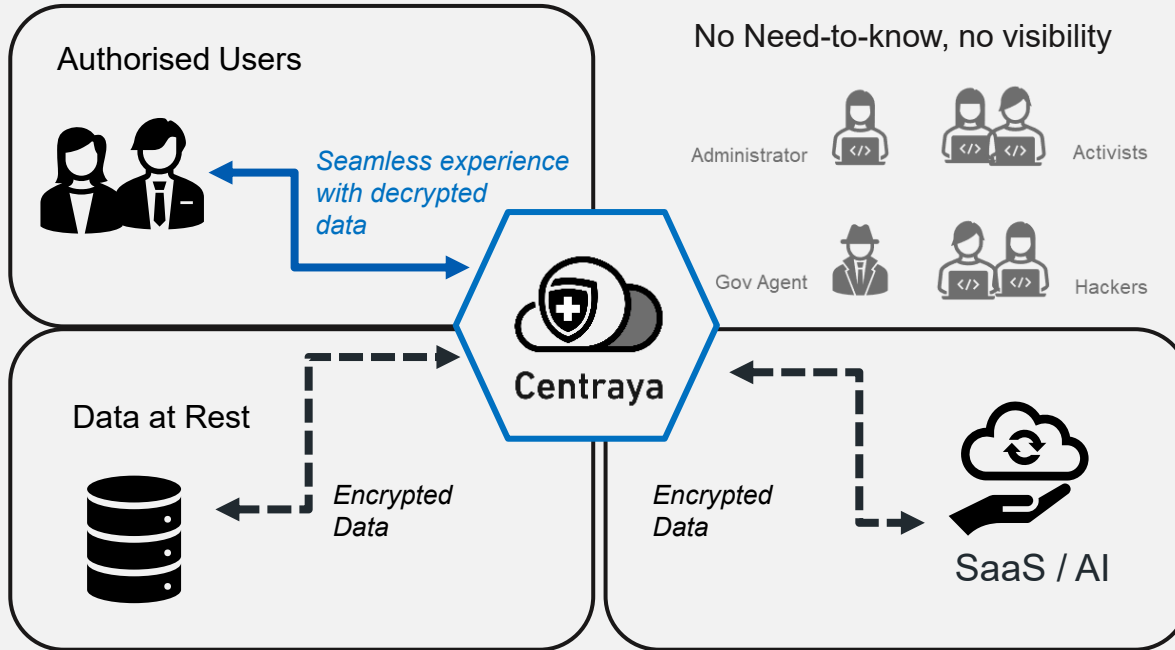 Authorised Users
Seamless experience
with decrypted
data
No Need-to-know, no visibility
Administrator
</>
</>
</>
Activists
Gov Agent
</>
</>
Hackers
Centraya
Data at Rest
Encrypted
Data
Encrypted
Data
SaaS / AI